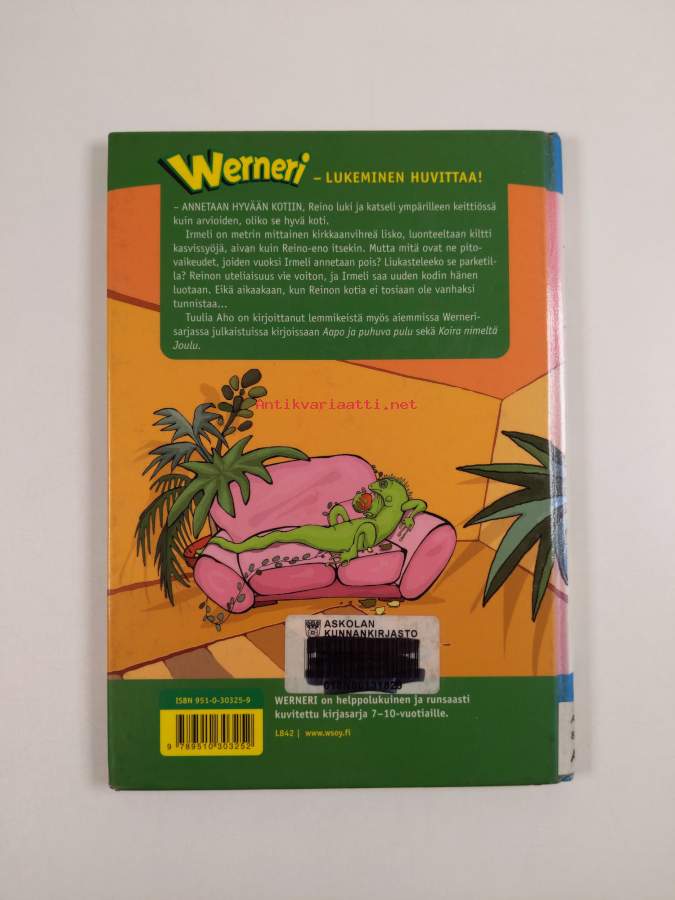 Werneri – LUKEMINEN HUVITTAA!
– ANNETAAN HYVÄÄN KOTIIN, Reino luki ja katseli ympärilleen keittiössä
kuin arvioiden, oliko se hyvä koti.
Irmeli on metrin mittainen kirkkaanvihreä lisko, luonteeltaan kiltti
kasvissyöjä, aivan kuin Reino-eno itsekin. Mutta mitä ovat ne pito-
vaikeudet, joiden vuoksi Irmeli annetaan pois? Liukasteleeko se parketil-
la? Reinon uteliaisuus vie voiton, ja Irmeli saa uuden kodin hänen
luotaan. Eikä aikaakaan, kun Reinon kotia ei tosiaan ole vanhaksi
tunnistaa...
Tuulia Aho on kirjoittanut lemmikeistä myös aiemmissa Werneri-
sarjassa julkaistuissa kirjoissaan Aapo ja puhuva pulu sekä Koira nimeltä
Joulu.
Antikvariaatti.net
ASKOLAN
KUNNANKIRJASTO
ISBN 951-0-30325-9
9 789510 303252
WERNERI on helppolukuinen ja runsaasti
kuvitettu kirjasarja 7–10-vuotiaille.
L842 | www.wsoy.fi